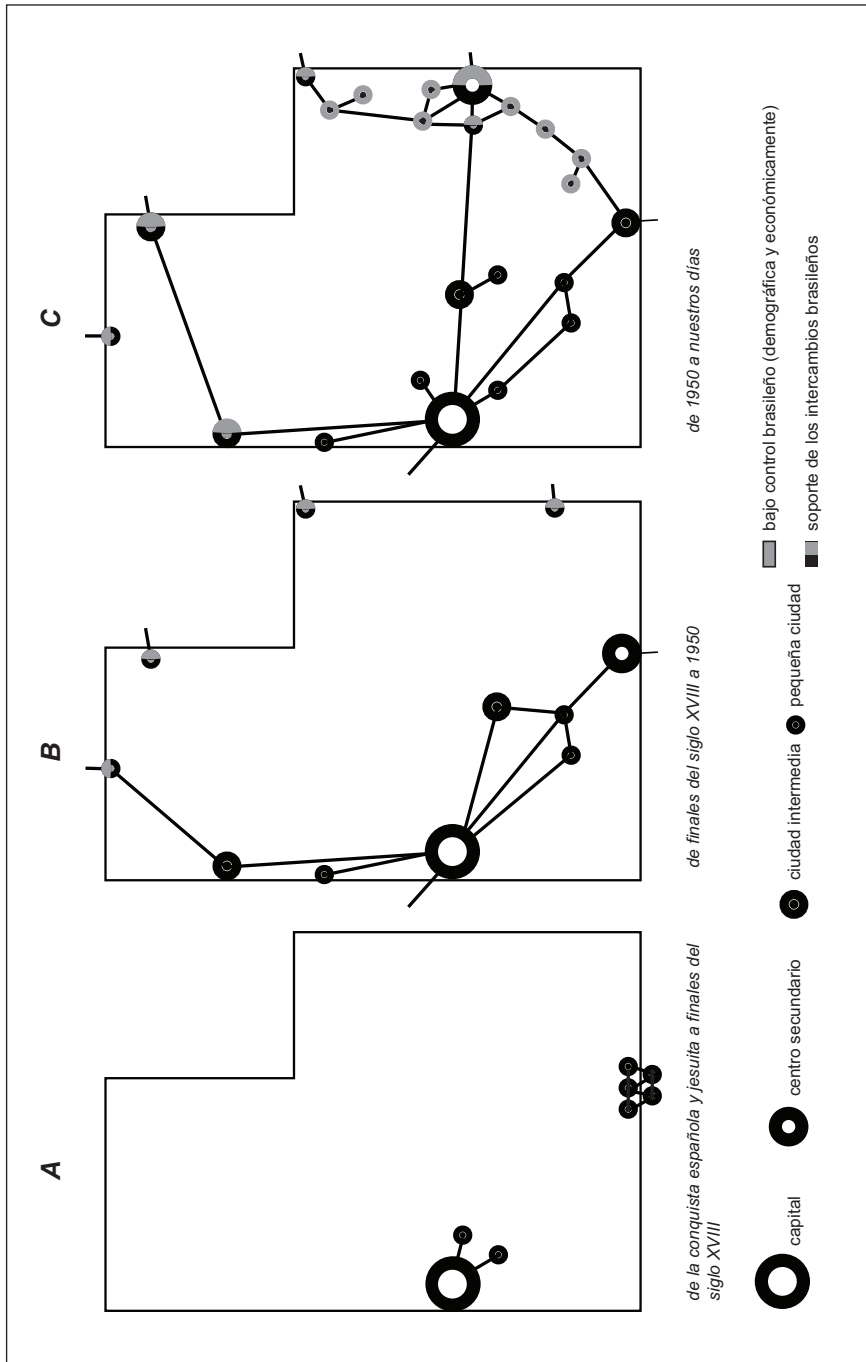 A
B
C
de la conquista española y jesuita a finales del
siglo XVIII
de finales del siglo XVIII a 1950
de 1950 a nuestros días
capital
centro secundario
ciudad intermedia
pequeña ciudad
bajo control brasileño (demográfica y económicamente)
soporte de los intercambios brasileños